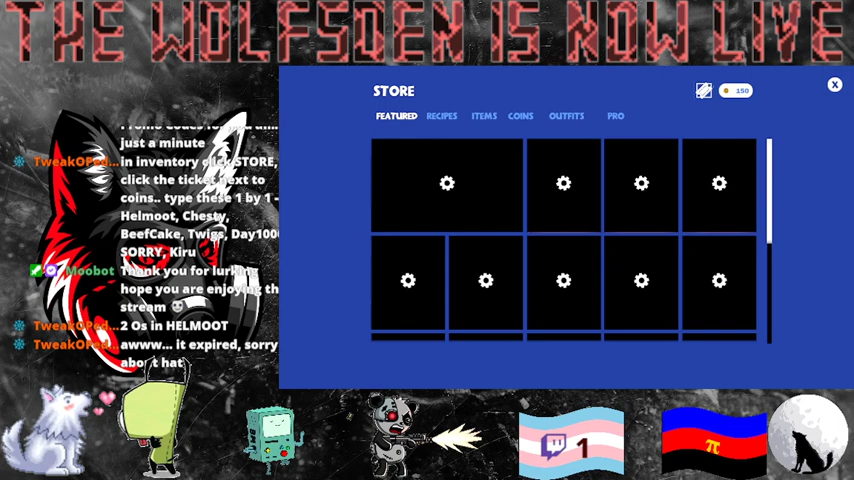 THE WOLFSDEN IS NOW LIVE
just a minute
TweakOPed... in inventory click STORE,
click the ticket next to
coins.. type these 1 by 1 -
Helmoot, Chesty,
BeefCake, Twigs, Day1000
SORRY, Kiru
Moobot Thank you for lurking
hope you are enjoying th
stream
TweakOPed... 2 Os in HELMOOT
TweakOPed... awww... it expired, sorry
about hat
STORE
150
X
FEATURED RECIPES ITEMS COINS OUTFITS PRO
1
π